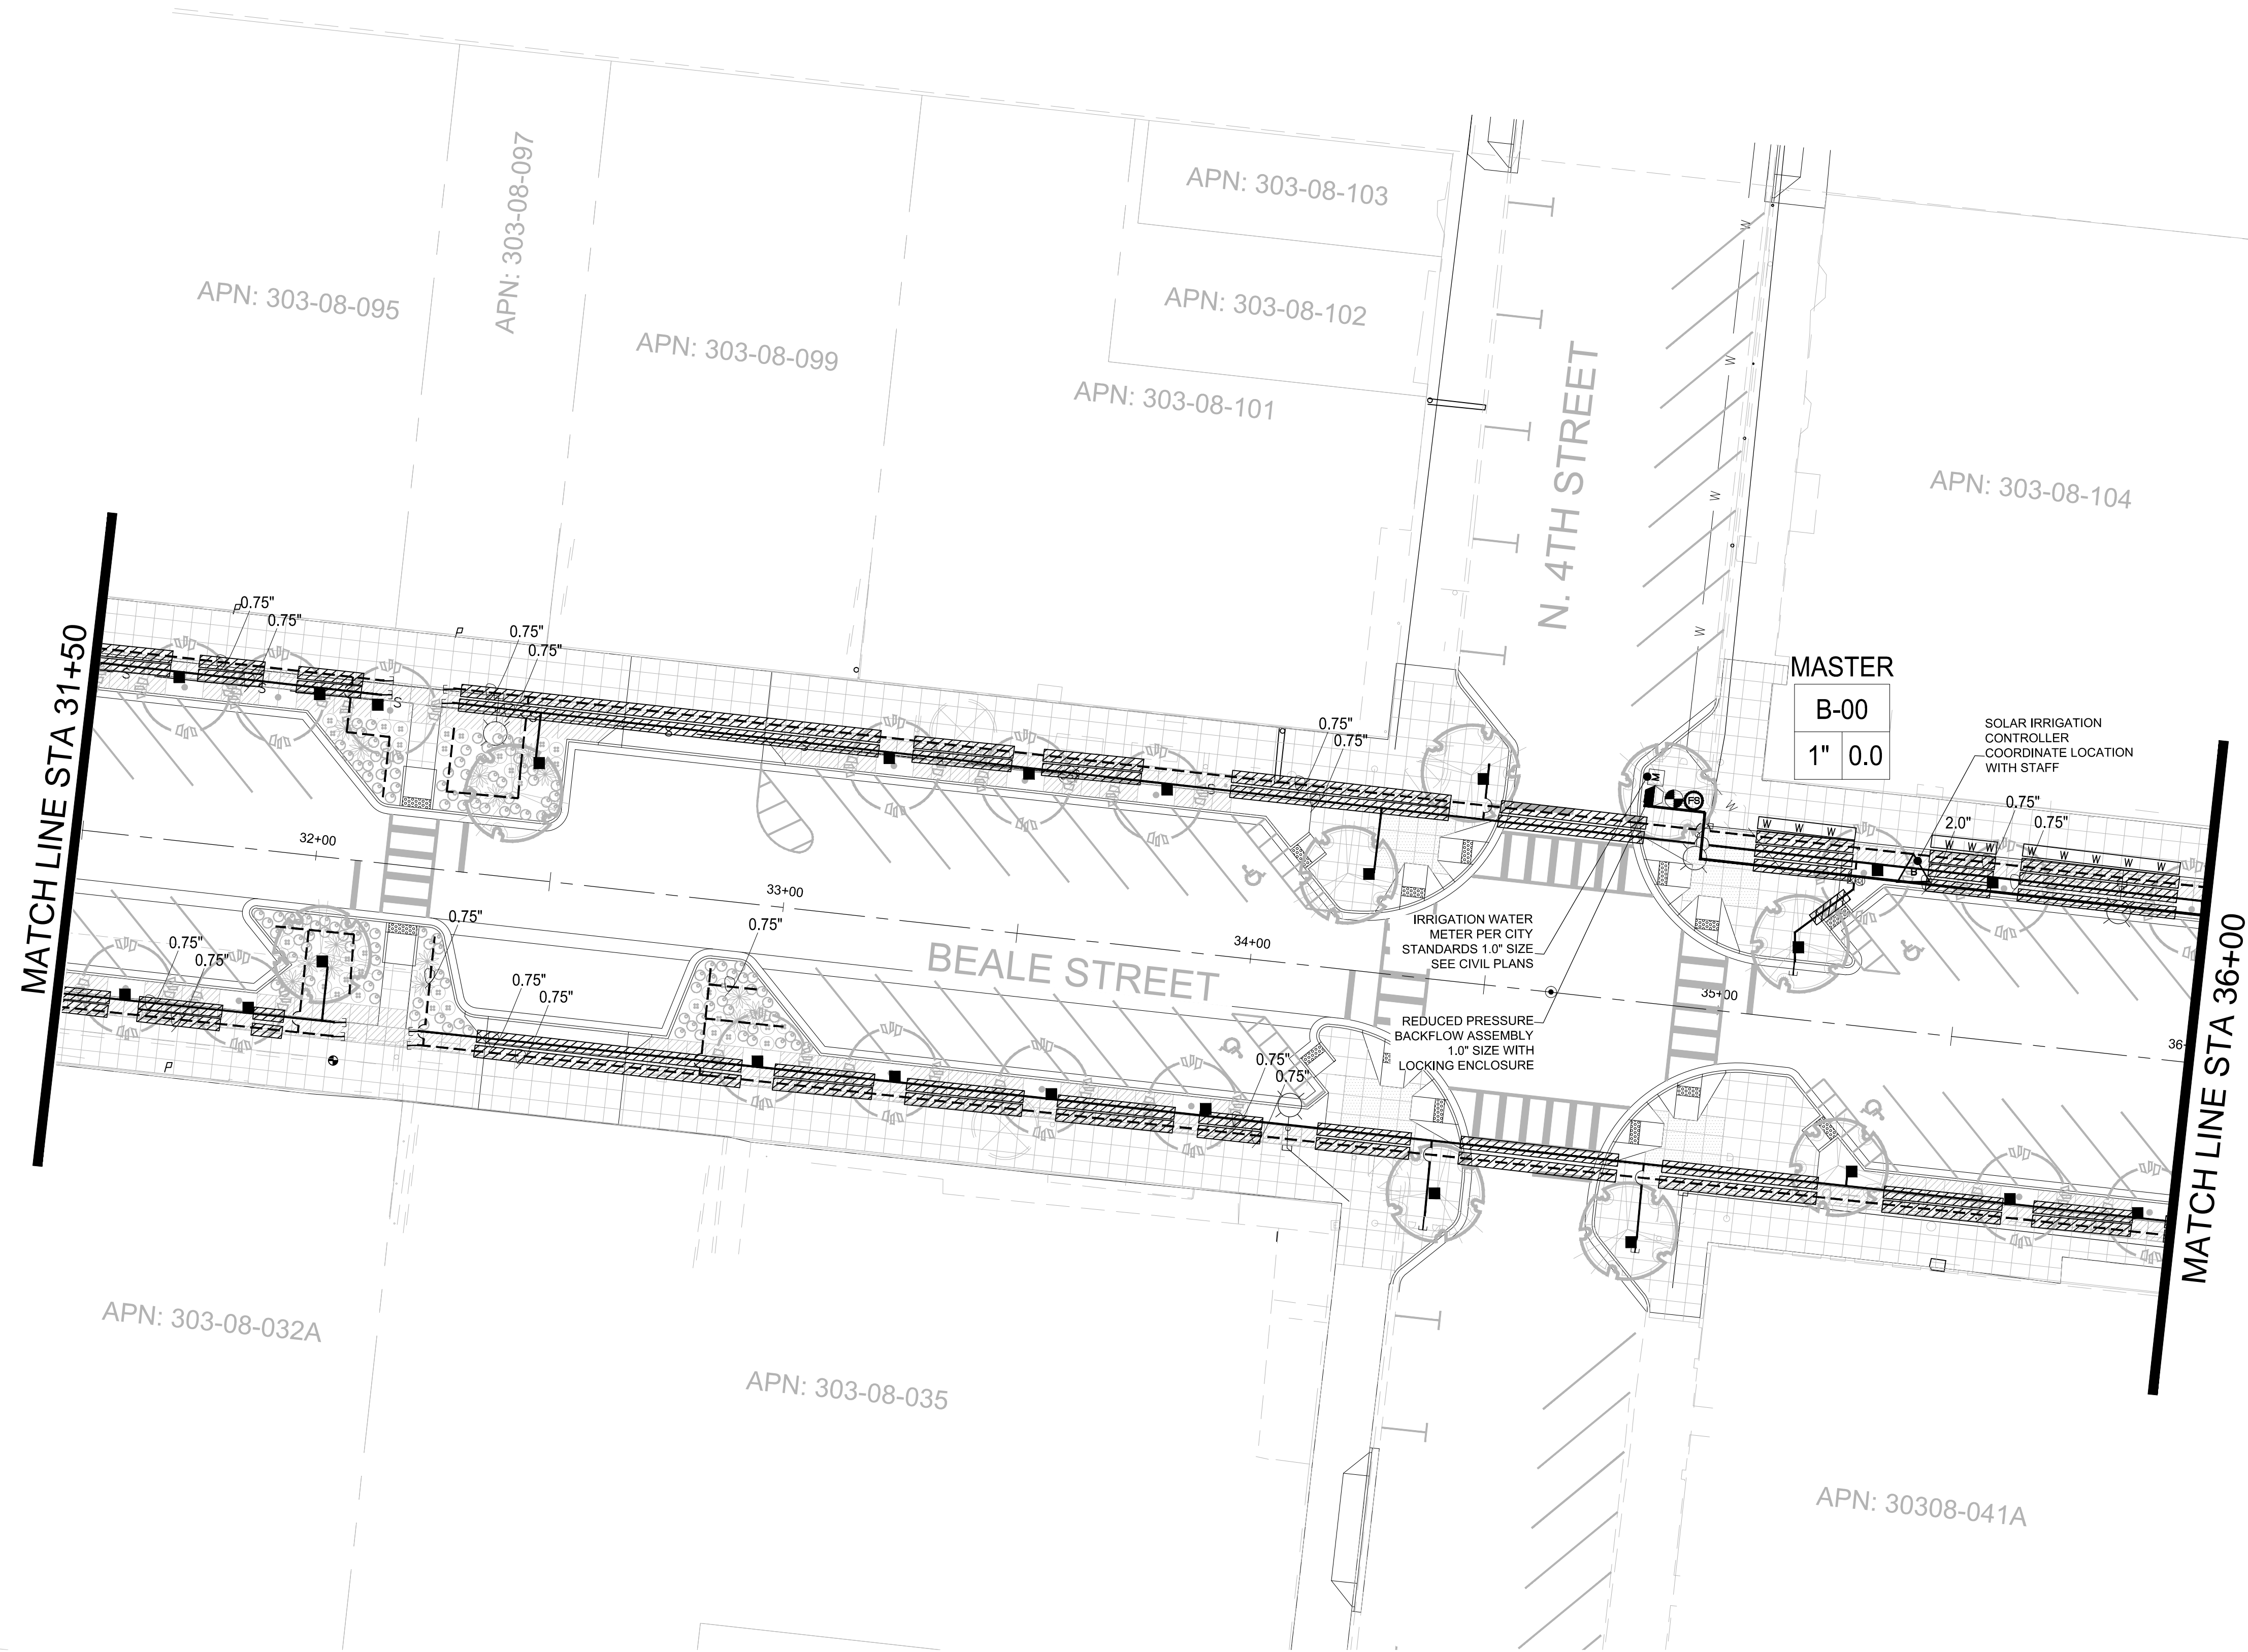 APN: 303-08-097
APN: 303-08-103
APN: 303-08-095
APN: 303-08-102
APN: 303-08-099
APN: 303-08-101
N. 4TH STREET
APN: 303-08-104
W
W
W
W
W
W
MATCH LINE STA 31+50
P
0.75"
0.75"
P
0.75"
0.75"
S
S
S
S
S
S
0.75"
0.75"
MASTER
B-00
1" 0.0
SOLAR IRRIGATION
CONTROLLER
COORDINATE LOCATION
WITH STAFF
M
FS
W
0.75"
0.75"
2.0"
W W W
W W W
W W W W W
B
32+00
33+00
34+00
35+00
36+
BEALE STREET
IRRIGATION WATER
METER PER CITY
STANDARDS 1.0" SIZE
SEE CIVIL PLANS
REDUCED PRESSURE
BACKFLOW ASSEMBLY
1.0" SIZE WITH
LOCKING ENCLOSURE
0.75"
0.75"
0.75"
0.75"
0.75"
0.75"
0.75"
0.75"
P
MATCH LINE STA 36+00
APN: 303-08-032A
APN: 303-08-035
APN: 30308-041A